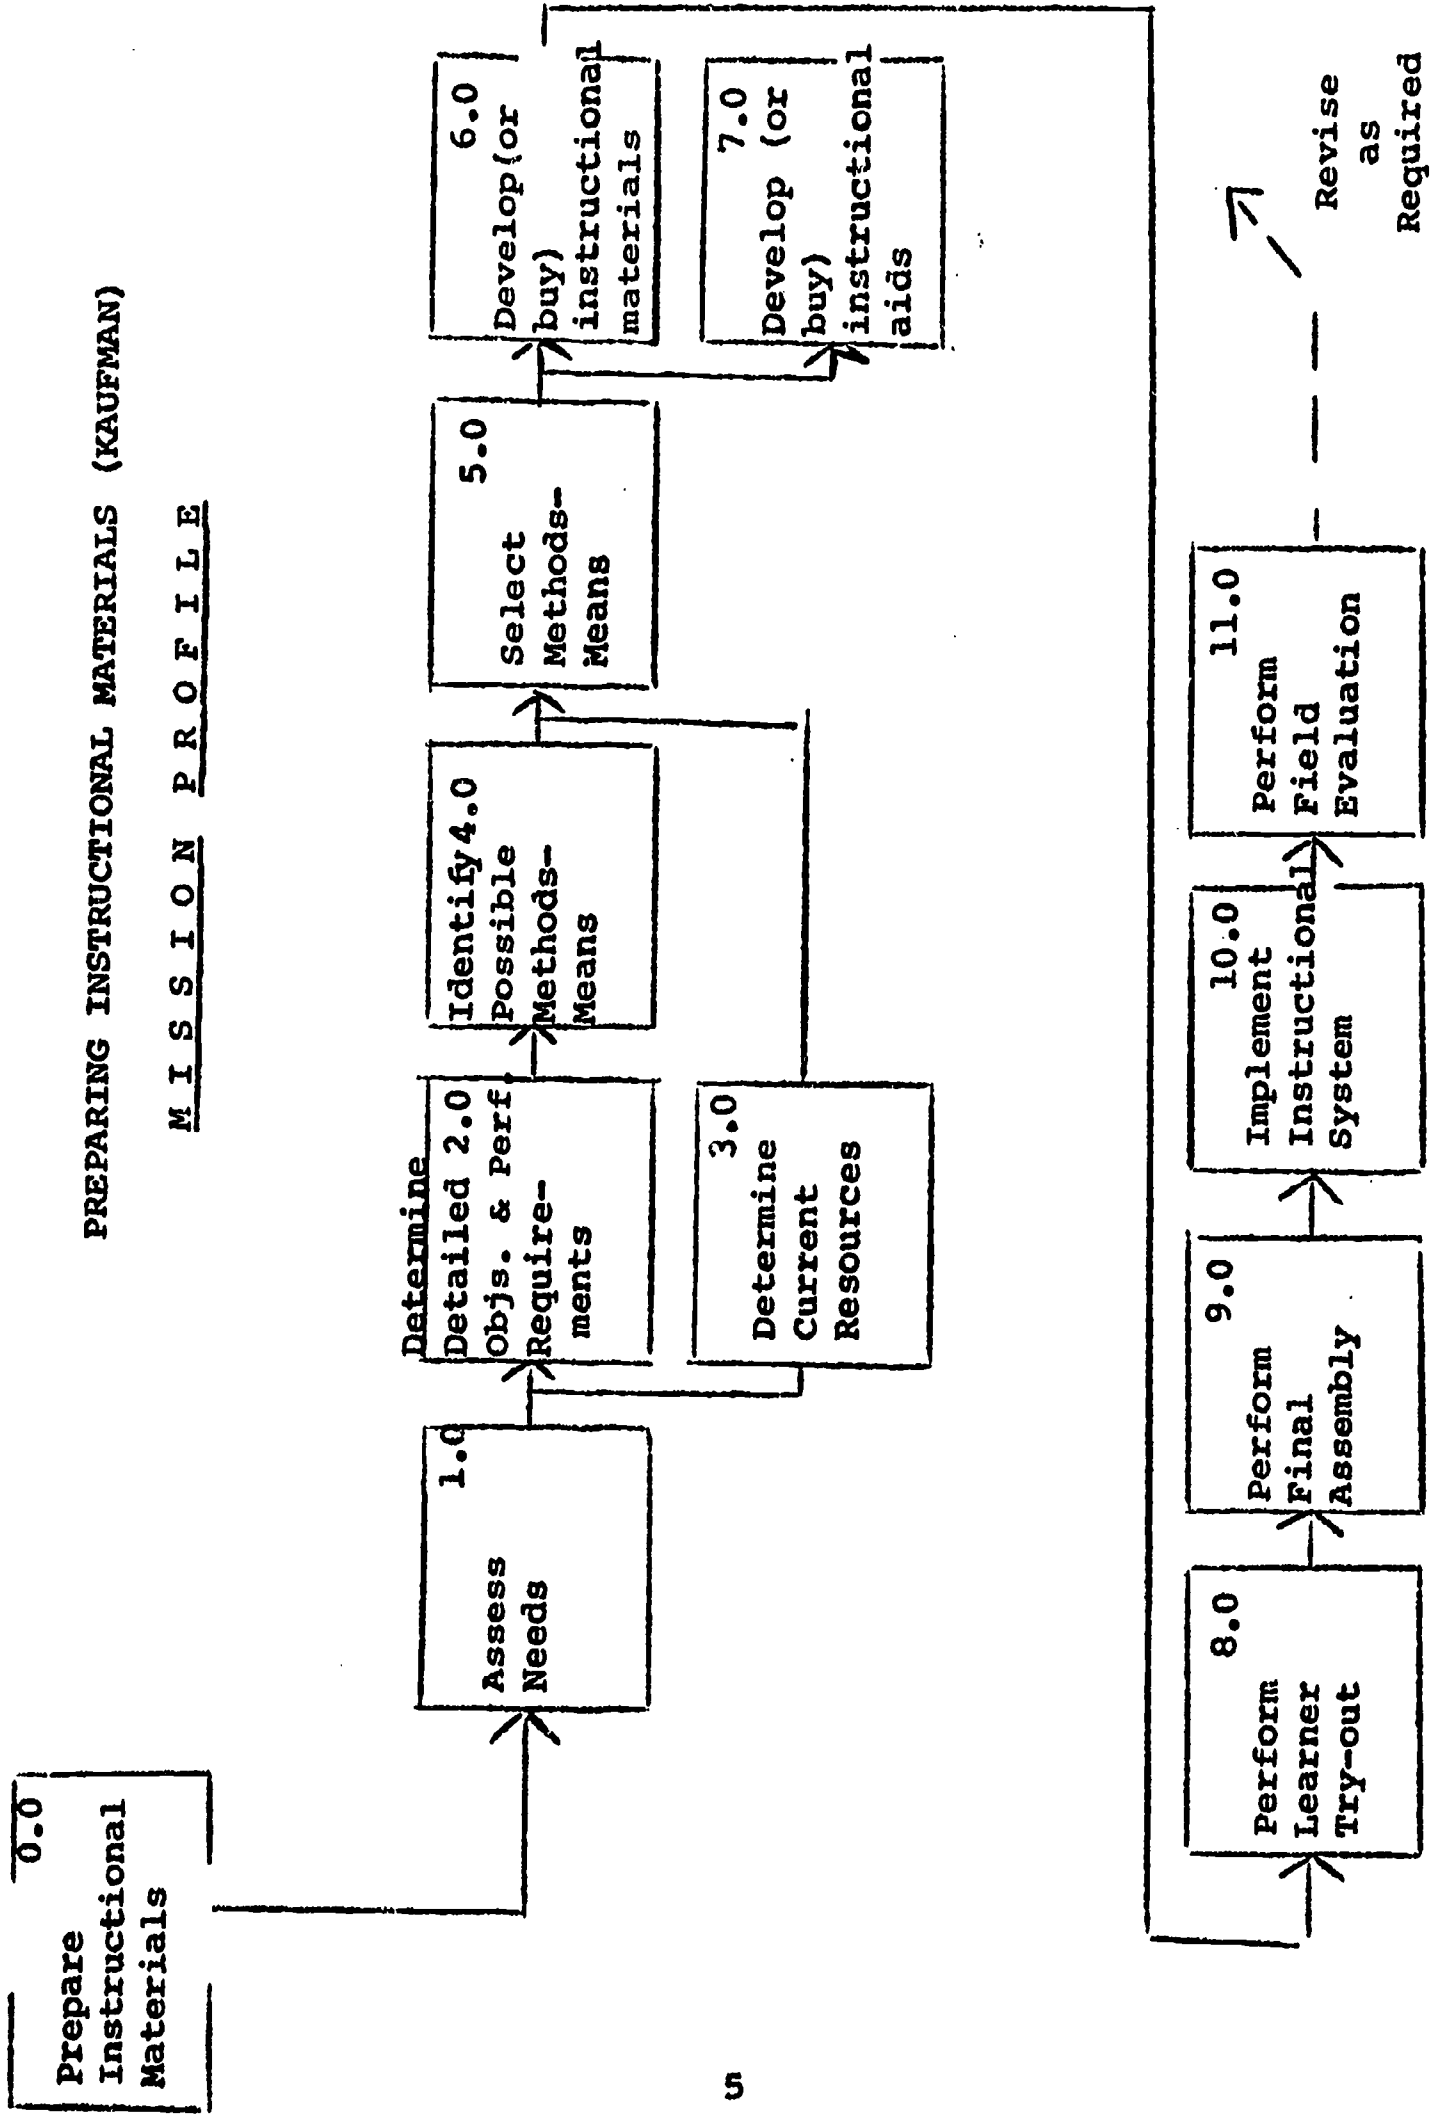 PREPARING INSTRUCTIONAL MATERIALS (KAUFMAN)
MISSION PROFILE
0.0
Prepare
Instructional
Materials
1.0
Assess
Needs
Determine
Detailed 2.0
Objs. & Perf.
Require-
ments
3.0
Determine
Current
Resources
Identify 4.0
Possible
Methods-
Means
5.0
Select
Methods-
Means
6.0
Develop(or
buy)
instructional
materials
7.0
Develop (or
buy)
instructional
aids
8.0
Perform
Learner
Try-out
9.0
Perform
Final
Assembly
10.0
Implement
Instructional
System
11.0
Perform
Field
Evaluation
Revise
as
Required
5